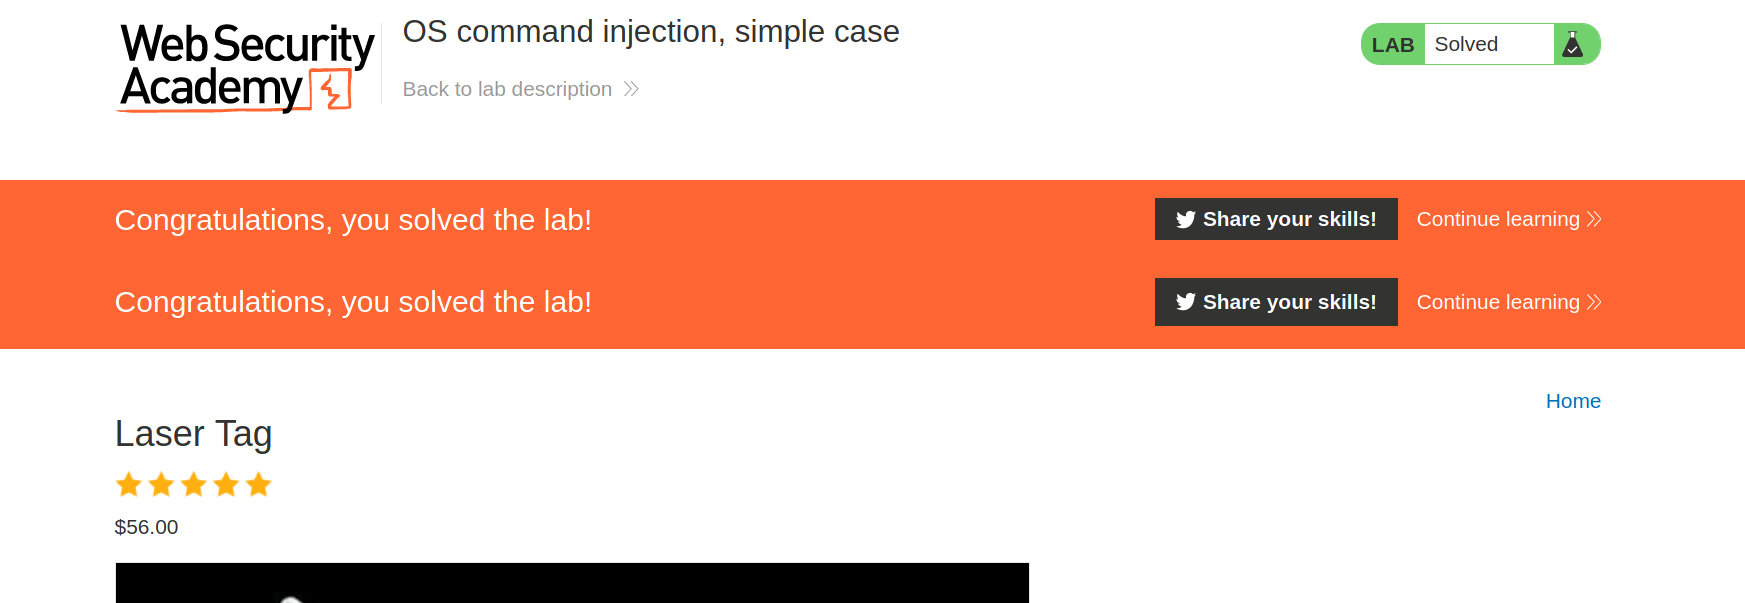 Web Security
Academy
OS command injection, simple case
Back to lab description
LAB Solved
Congratulations, you solved the lab!
Share your skills!
Continue learning
Congratulations, you solved the lab!
Share your skills!
Continue learning
Home
Laser Tag
$56.00